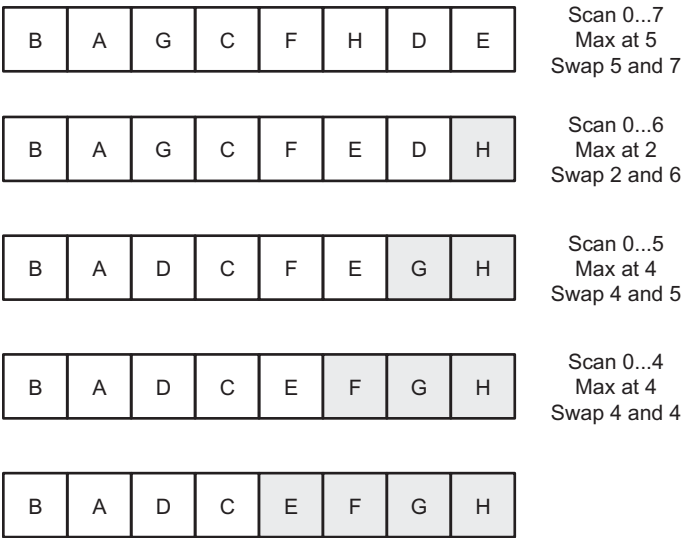 B A G C F H D E
Scan 0...7
Max at 5
Swap 5 and 7
B A G C F E D H
Scan 0...6
Max at 2
Swap 2 and 6
B A D C F E G H
Scan 0...5
Max at 4
Swap 4 and 5
B A D C E F G H
Scan 0...4
Max at 4
Swap 4 and 4
B A D C E F G H